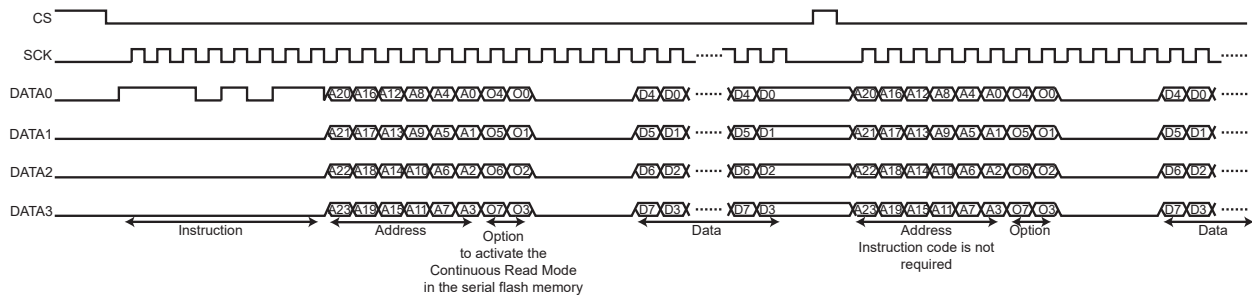 CS
SCK
DATA0 A20 A16 A12 A8 A4 A0 O4 O0 D4 D0 D4 D0 A20 A16 A12 A8 A4 A0 O4 O0 D4 D0
DATA1 A21 A17 A13 A9 A5 A1 O5 O1 D5 D1 D5 D1 A21 A17 A13 A9 A5 A1 O5 O1 D5 D1
DATA2 A22 A18 A14 A10 A6 A2 O6 O2 D6 D2 D6 D2 A22 A18 A14 A10 A6 A2 O6 O2 D6 D2
DATA3 A23 A19 A15 A11 A7 A3 O7 O3 D7 D3 D7 D3 A23 A19 A15 A11 A7 A3 O7 O3 D7 D3
Instruction
Address
Option
to activate the
Continuous Read Mode
in the serial flash memory
Data
Address
Instruction code is not
required
Option
Data